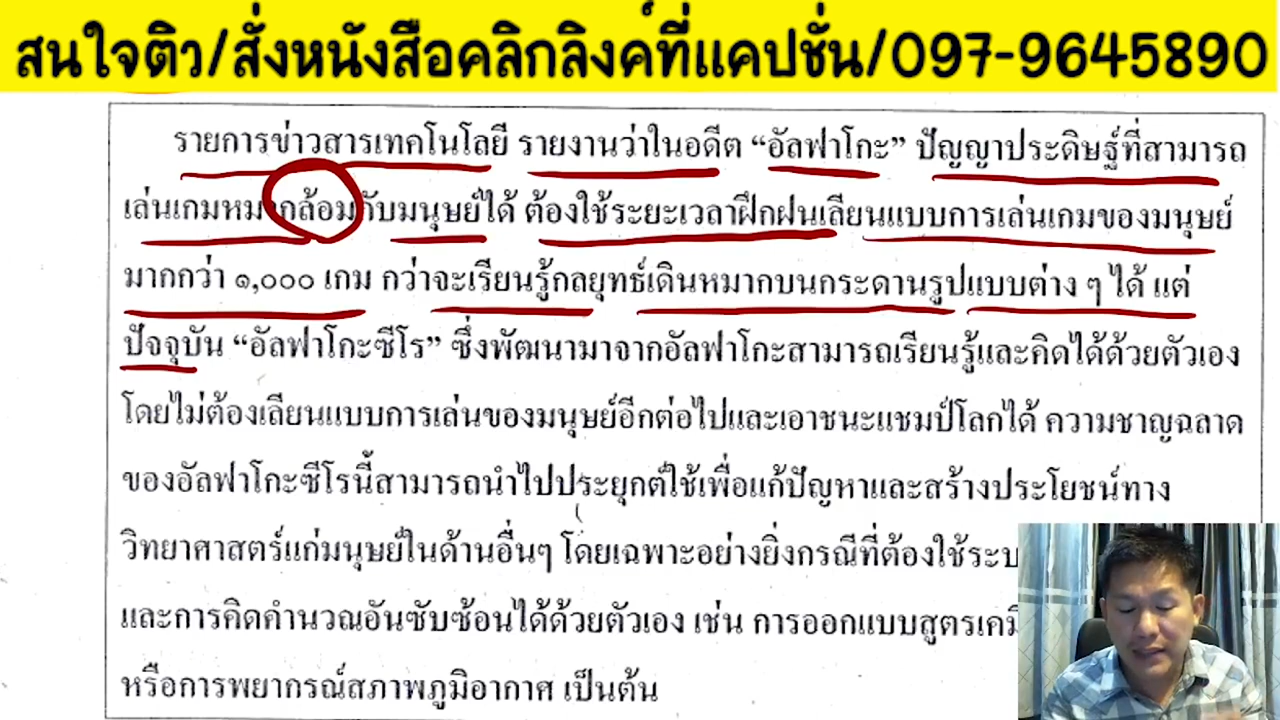 สนใจติว/สั่งหนังสือคลิกลิงค์ที่แคปชั่น/097-9645890
รายการข่าวสารเทคโนโลยี รายงานว่าในอดีต “อัลฟาโกะ” ปัญญาประดิษฐ์ที่สามารถ
เล่นเกมหมากล้อมกับมนุษย์ได้ ต้องใช้ระยะเวลาฝึกฝนเลียนแบบการเล่นเกมของมนุษย์
มากกว่า ๑,๐๐๐ เกม กว่าจะเรียนรู้กลยุทธ์เดินหมากบนกระดานรูปแบบต่าง ๆ ได้ แต่
ปัจจุบัน “อัลฟาโกะซีโร” ซึ่งพัฒนามาจากอัลฟาโกะสามารถเรียนรู้และคิดได้ด้วยตัวเอง
โดยไม่ต้องเลียนแบบการเล่นของมนุษย์อีกต่อไปและเอาชนะแชมป์โลกได้ ความชาญฉลาด
ของอัลฟาโกะซีโรนี้สามารถนำไปประยุกต์ใช้เพื่อแก้ปัญหาและสร้างประโยชน์ทาง
วิทยาศาสตร์แก่มนุษย์ในด้านอื่นๆ โดยเฉพาะอย่างยิ่งกรณีที่ต้องใช้
และการคิดคำนวณอันซับซ้อนได้ด้วยตัวเอง เช่น การออกแบบสูตร
หรือการพยากรณ์สภาพภูมิอากาศ เป็นต้น